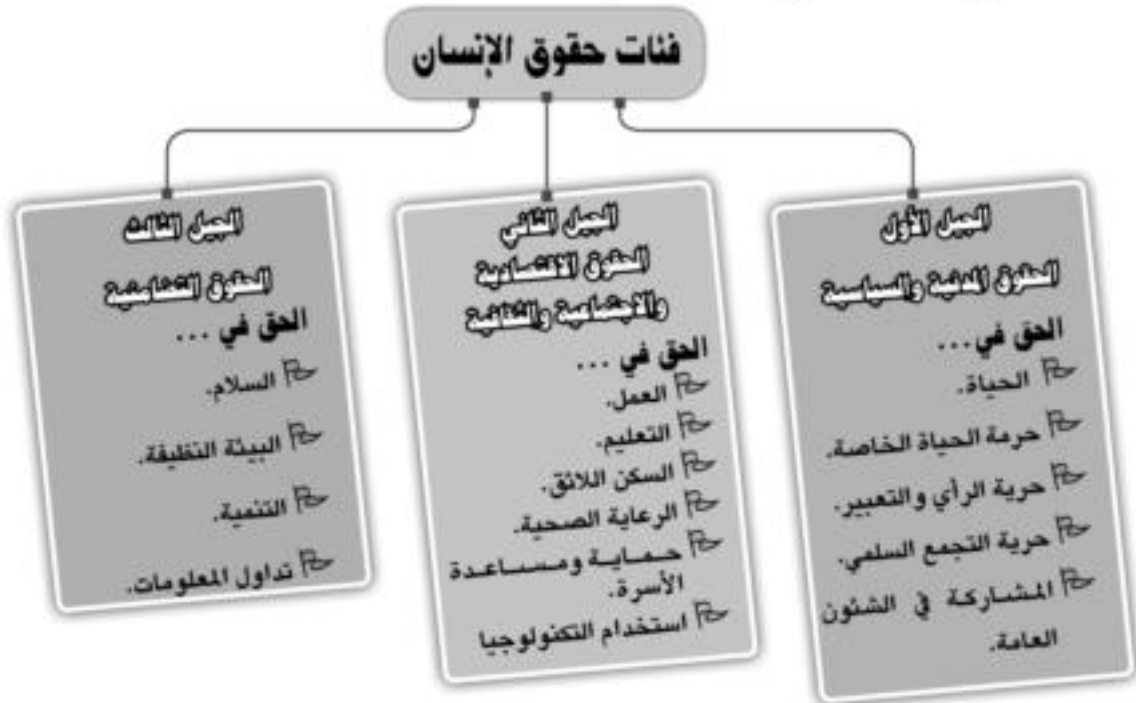 فئات حقوق الإنسان
الجيل الأول
الحقوق المدنية والسياسية
الحق في...
الحياة.
حرمة الحياة الخاصة.
حرية الرأي والتعبير.
حرية التجمع السلمي.
المشاركة في الشئون
العامة.
الجيل الثاني
الحقوق الاقتصادية
والاجتماعية والثقافية
الحق في ...
العمل.
التعليم.
السكن اللائق.
الرعاية الصحية.
حماية ومساعدة
الأسرة.
استخدام التكنولوجيا
الجيل الثالث
الحقوق التضامنية
الحق في ...
السلام.
البيئة النظيفة.
التنمية.
تداول المعلومات.